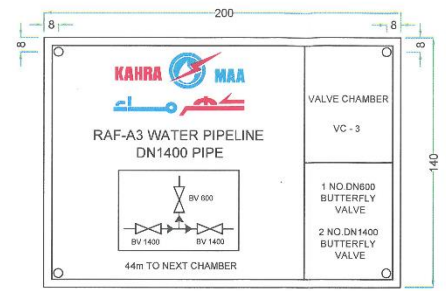 200
8
8
8
8
140
KAHRA MAA
كهرماء
RAF-A3 WATER PIPELINE
DN1400 PIPE
BV 600
BV 1400
BV 1400
44m TO NEXT CHAMBER
VALVE CHAMBER
VC - 3
1 NO.DN600
BUTTERFLY
VALVE
2 NO.DN1400
BUTTERFLY
VALVE